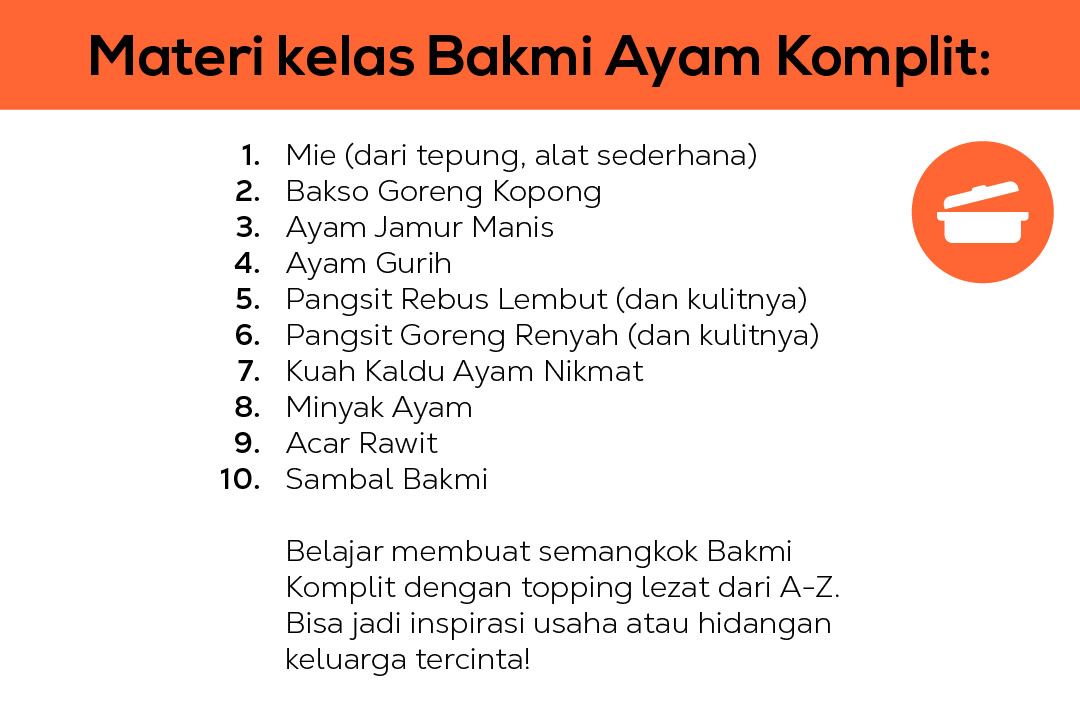 Materi kelas Bakmi Ayam Komplit:
1. Mie (dari tepung, alat sederhana)
2. Bakso Goreng Kopong
3. Ayam Jamur Manis
4. Ayam Gurih
5. Pangsit Rebus Lembut (dan kulitnya)
6. Pangsit Goreng Renyah (dan kulitnya)
7. Kuah Kaldu Ayam Nikmat
8. Minyak Ayam
9. Acar Rawit
10. Sambal Bakmi
Belajar membuat semangkok Bakmi
Komplit dengan topping lezat dari A-Z.
Bisa jadi inspirasi usaha atau hidangan
keluarga tercinta!